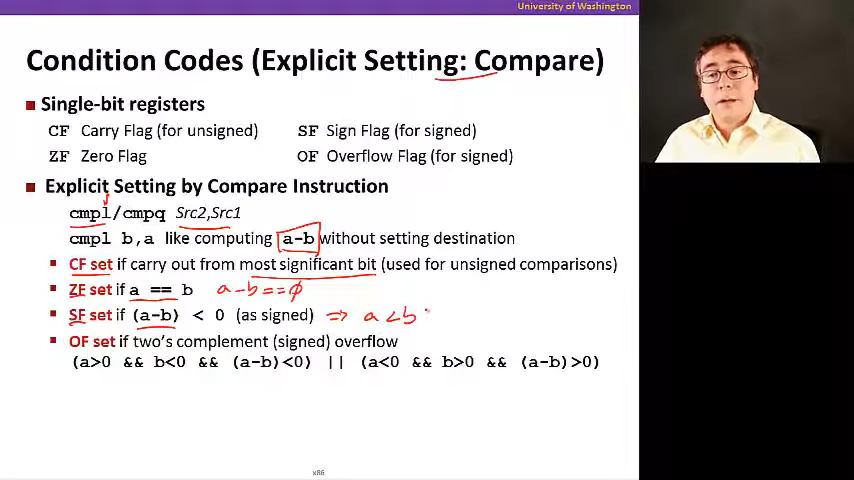 University of Washington
Condition Codes (Explicit Setting: Compare)
Single-bit registers
CF Carry Flag (for unsigned) SF Sign Flag (for signed)
ZF Zero Flag OF Overflow Flag (for signed)
Explicit Setting by Compare Instruction
cmpl/cmpq Src2,Src1
cmpl b,a like computing a-b without setting destination
CF set if carry out from most significant bit (used for unsigned comparisons)
ZF set if a == b a-b==φ
SF set if (a-b) < 0 (as signed) ⇒ a<b
OF set if two's complement (signed) overflow
(a>0 && b<0 && (a-b)<0) || (a<0 && b>0 && (a-b)>0)
x86